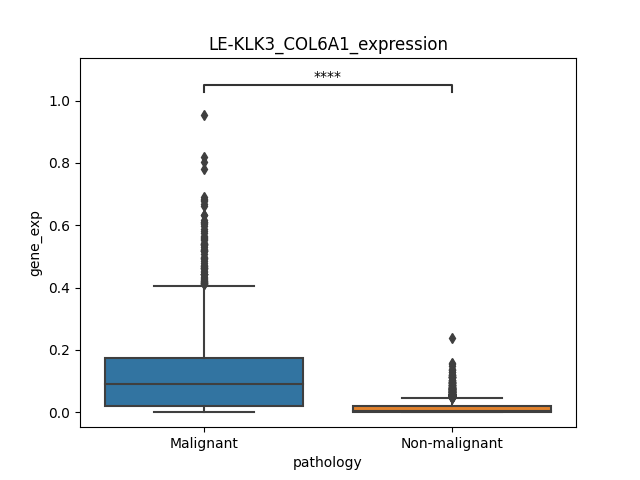 LE-KLK3_COL6A1_expression
****
1.0
0.8
0.6
0.4
0.2
0.0
gene_exp
Malignant
Non-malignant
pathology